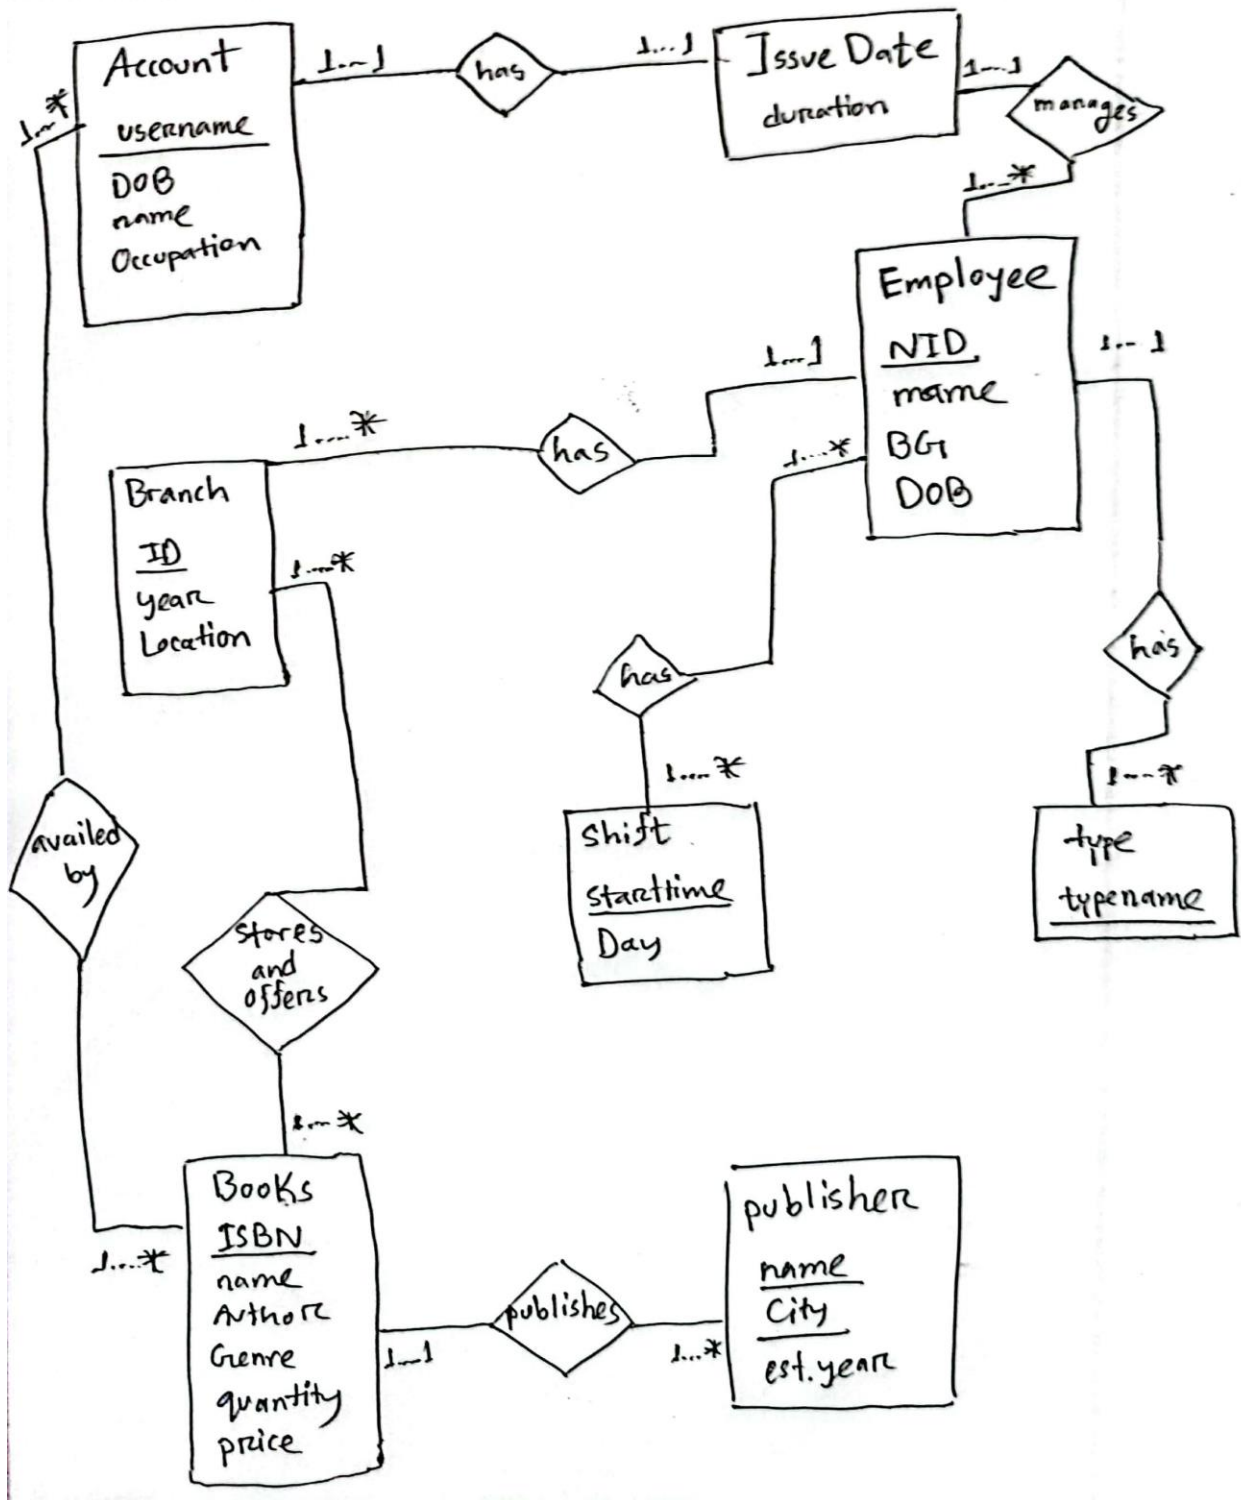 Account
username
DOB
name
Occupation
1...1
has
1...1
Issue Date
duration
1...1
manages
1...*
1...*
Employee
NID
name
BG
DOB
1...1
1...1
1...*
has
1...*
Branch
ID
year
Location
1...*
has
1...*
has
1...*
Shift
starttime
Day
type
typename
availed
by
stores
and
offers
1...*
1...*
Books
ISBN
name
Author
Genre
quantity
price
1...1
publishes
1...*
publisher
name
City
est.year